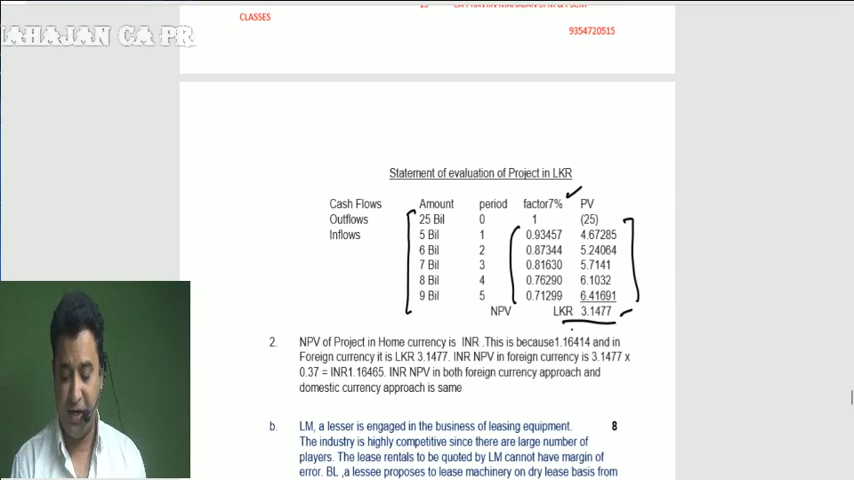 CLASSES
9354720515
AHAJAN CA PR
Statement of evaluation of Project in LKR
Cash Flows Amount period factor7% PV
Outflows 25 Bil 0 1 (25)
Inflows 5 Bil 1 0.93457 4.67285
6 Bil 2 0.87344 5.24064
7 Bil 3 0.81630 5.7141
8 Bil 4 0.76290 6.1032
9 Bil 5 0.71299 6.41691
NPV LKR 3.1477
2. NPV of Project in Home currency is INR .This is because1.16414 and in
Foreign currency it is LKR 3.1477. INR NPV in foreign currency is 3.1477 x
0.37 = INR1.16465. INR NPV in both foreign currency approach and
domestic currency approach is same
b. LM, a lesser is engaged in the business of leasing equipment. 8
The industry is highly competitive since there are large number of
players. The lease rentals to be quoted by LM cannot have margin of
error. BL ,a lessee proposes to lease machinery on dry lease basis from